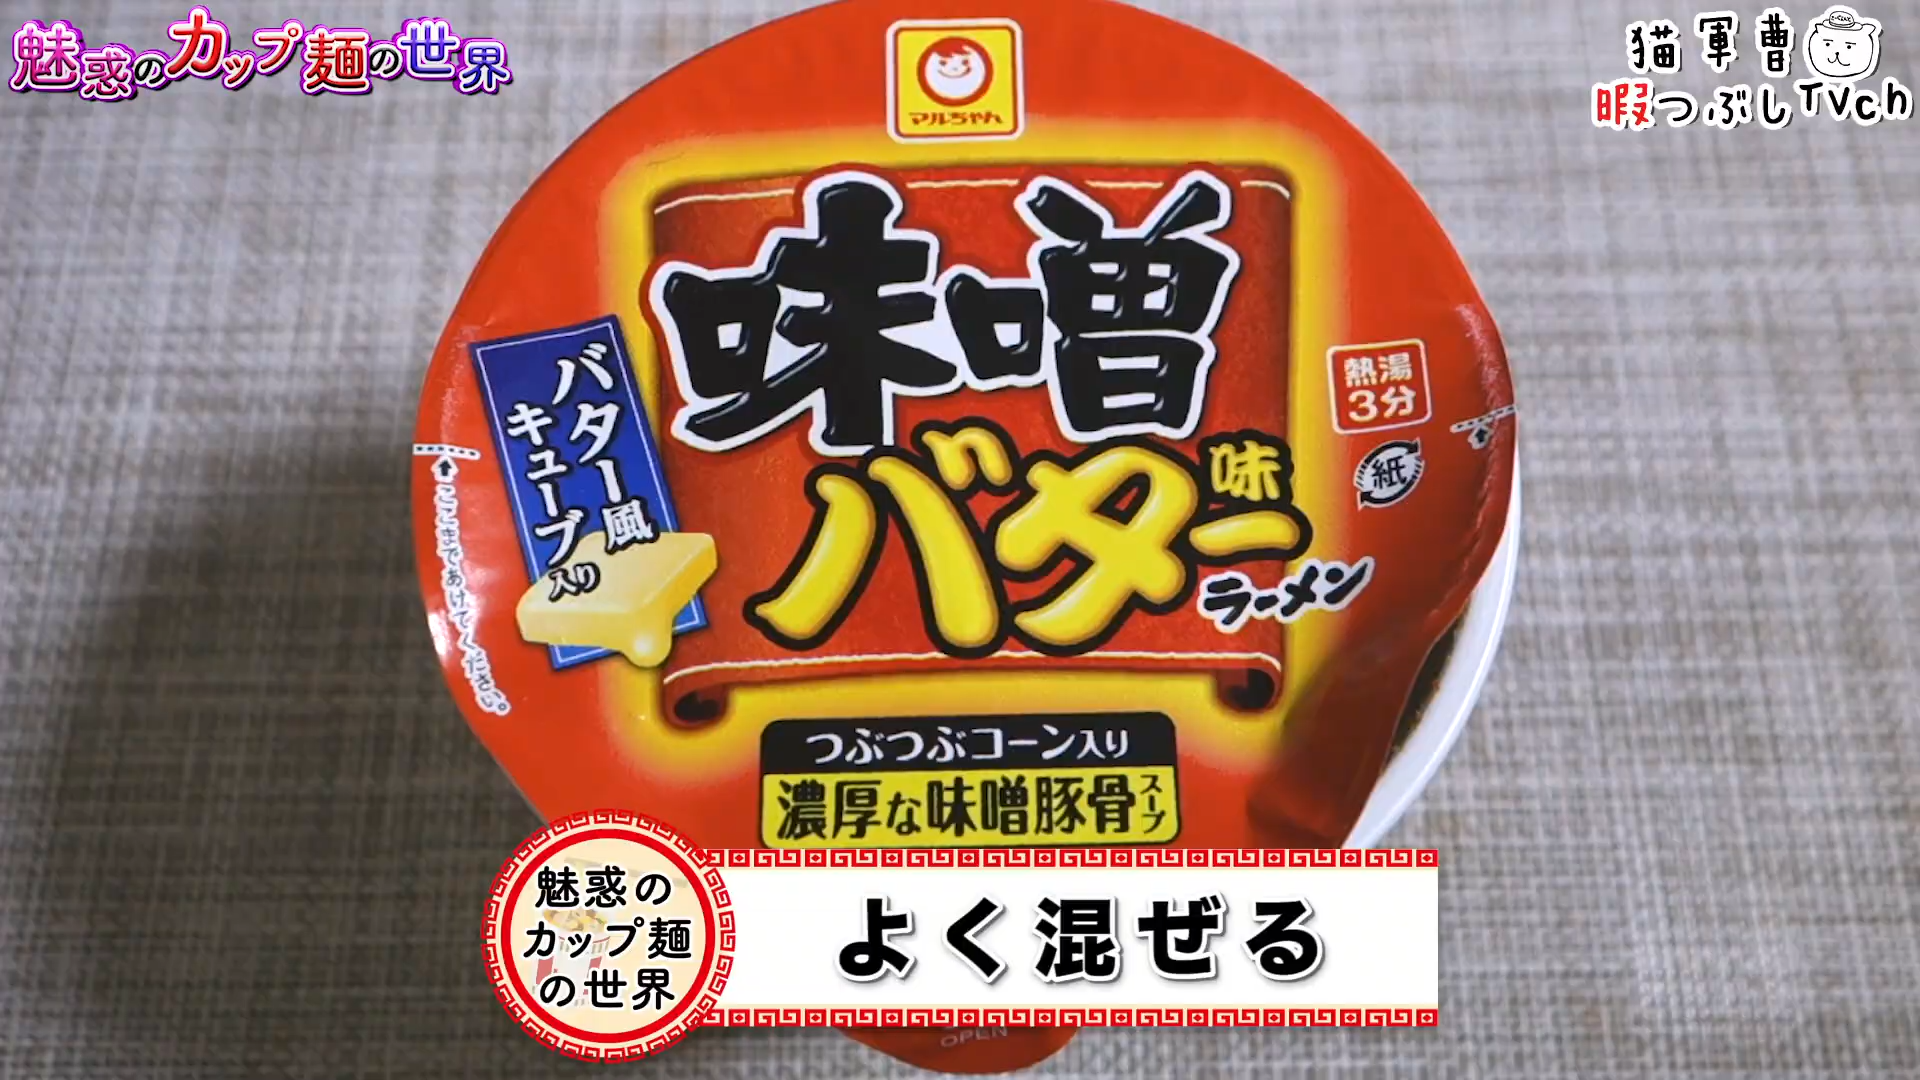 魅惑のカップ麺の世界
猫軍曹
暇つぶしTVch
マルちゃん
味噌
バター味
ラーメン
バター風
キューブ入り
熱湯
3分
紙
ここまであけてください。
つぶつぶコーン入り
濃厚な味噌豚骨スープ
魅惑の
カップ麺
の世界
よく混ぜる
OPEN